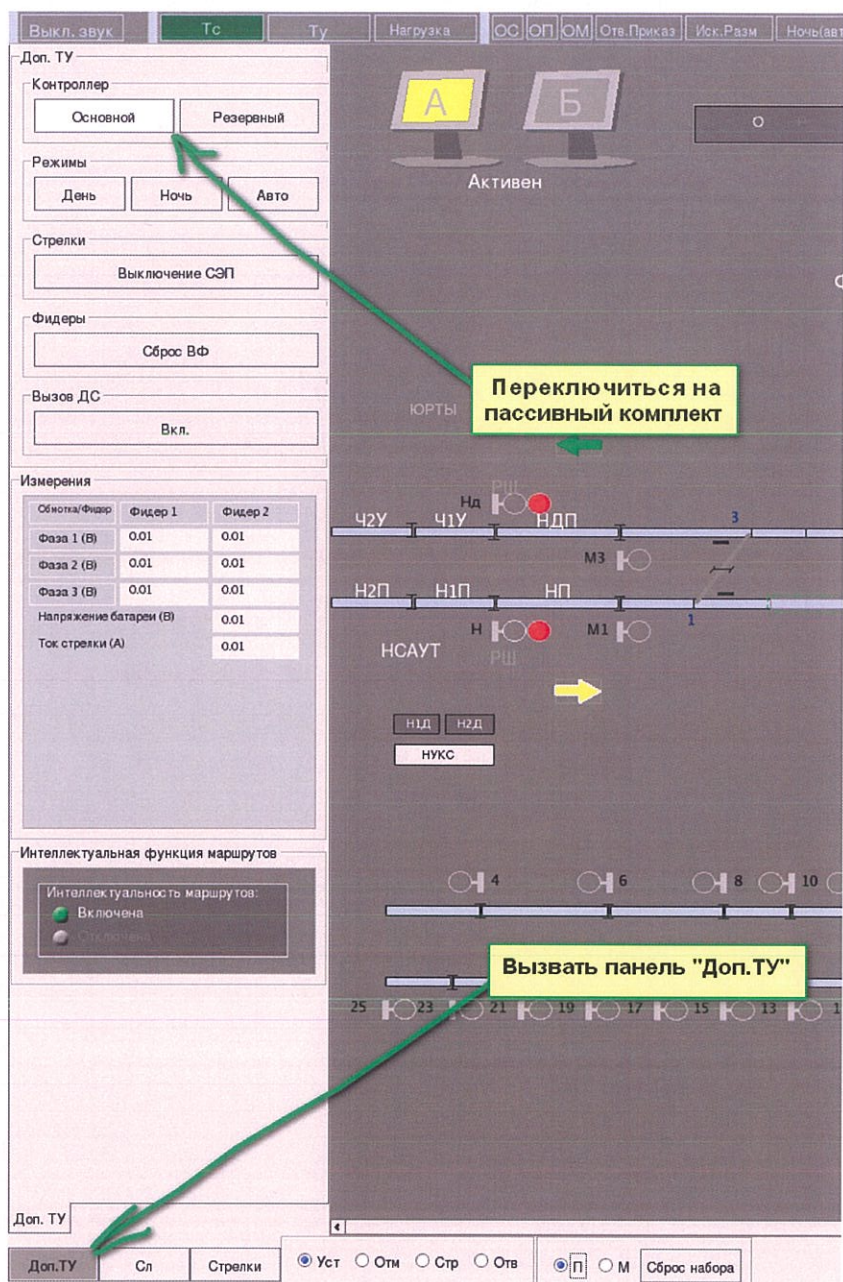 Выкл. звук Тс Ту Нагрузка ОС ОП ОМ Отв.Приказ Иск.Разм Ночь(авт
Доп. ТУ
Контроллер
Основной Резервный
Режимы
День Ночь Авто
Стрелки
Выключение СЭП
Фидеры
Сброс ВФ
Вызов ДС
Вкл.
Измерения
Обмотка/Фидер Фидер 1 Фидер 2
Фаза 1 (В) 0.01 0.01
Фаза 2 (В) 0.01 0.01
Фаза 3 (В) 0.01 0.01
Напряжение батареи (В) 0.01
Ток стрелки (А) 0.01
Интеллектуальная функция маршрутов
Интеллектуальность маршрутов:
Включена
Отключена
Доп. ТУ
А Б
О
Активен
Ф
Переключиться на
пассивный комплект
ЮРТЫ
РШ
Нд
Ч2У Ч1У НДП 3
М3
Н2П Н1П НП
1
Н М1
НСАУТ РШ
Н1Д Н2Д
НУКС
4 6 8 10
Вызвать панель "Доп.ТУ"
25 23 21 19 17 15 13 1
Доп.ТУ Сл Стрелки Уст Отм Стр Отв П М Сброс набора